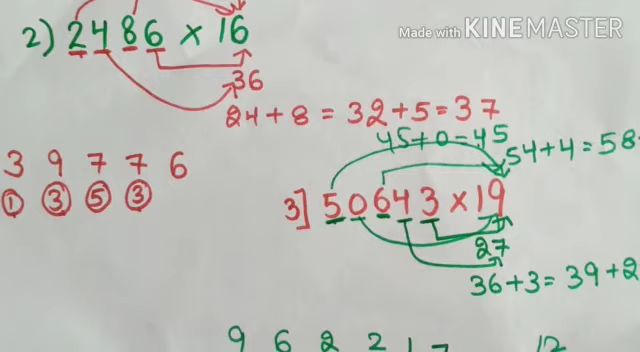 Made with KINEMASTER
2) 2486 × 16
36
24+8 = 32+5 = 37
45+0=45
54+4=58
3 9 7 7 6
1 3 5 3
3] 50643 × 19
27
36+3=39+2
9 6 2 2 1 7
12